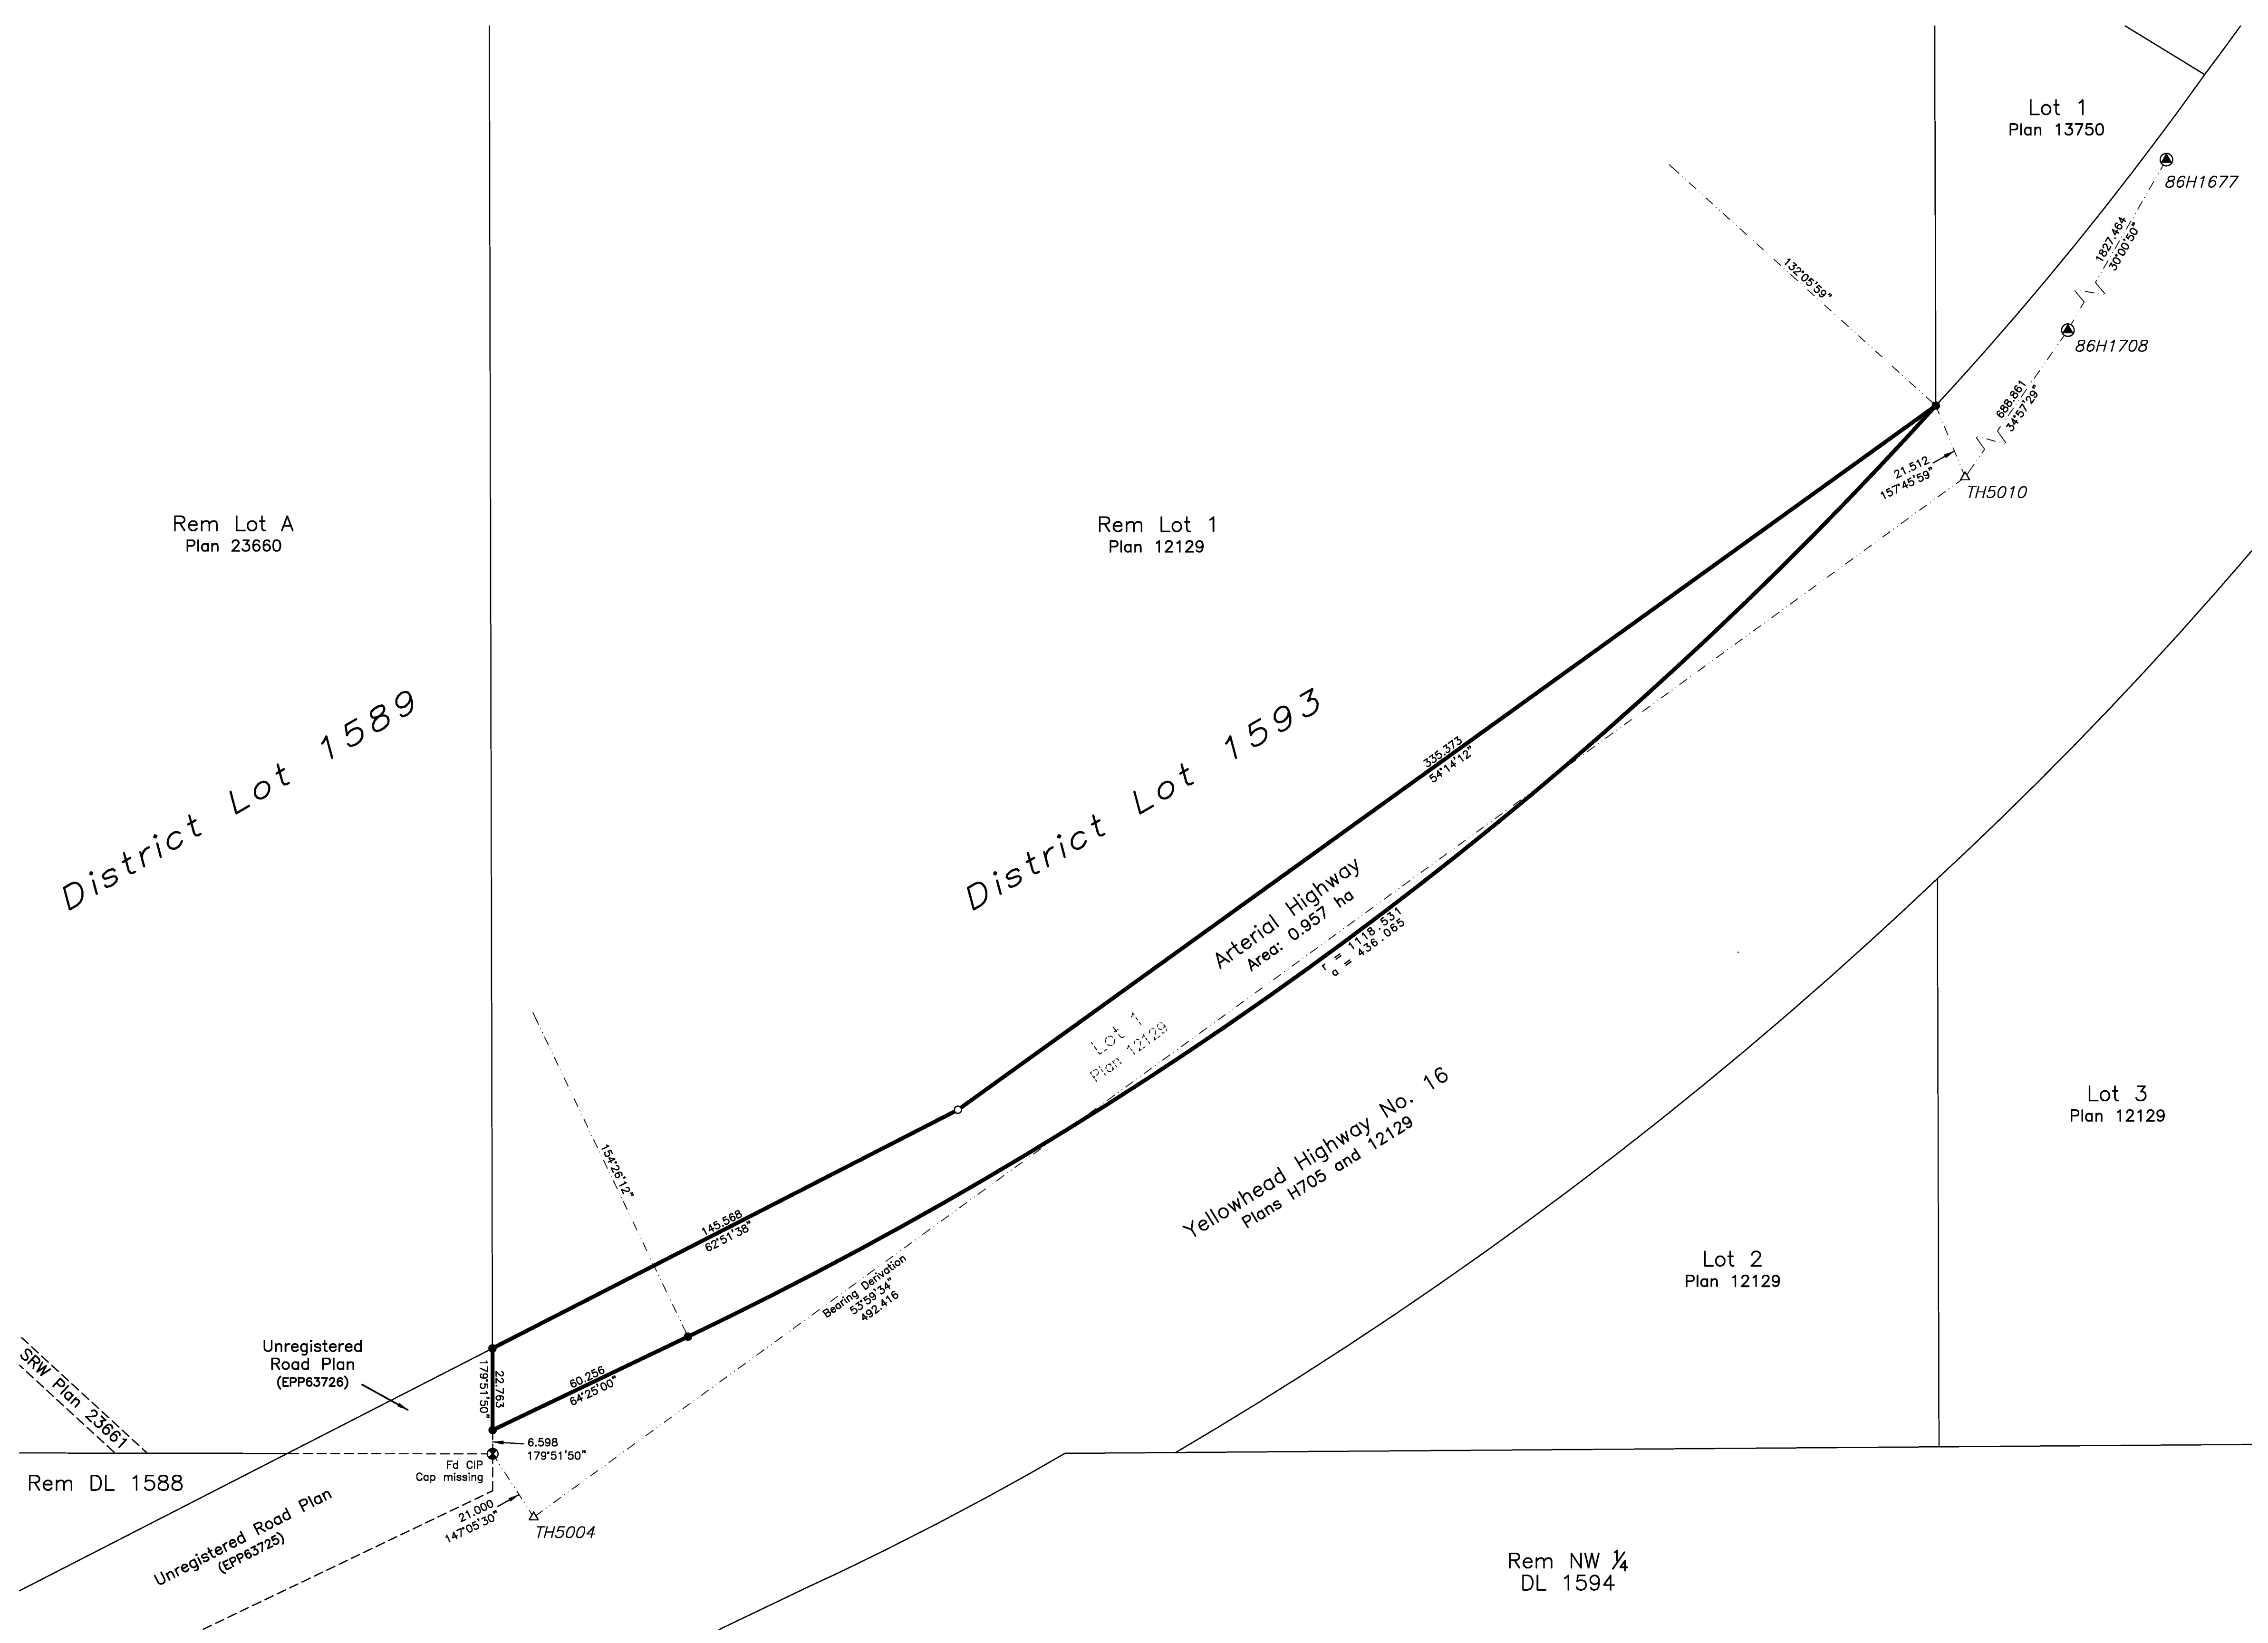 Lot 1
Plan 13750
86H1677
1827.464
30°00'50"
132°05'59"
86H1708
688.861
34°57'29"
21.512
157°45'59"
TH5010
Rem Lot A
Plan 23660
Rem Lot 1
Plan 12129
District Lot 1589
District Lot 1593
335.373
54°14'12"
Arterial Highway
Area: 0.957 ha
r = 1118.531
a = 436.065
Lot 1
Plan 12129
Yellowhead Highway No. 16
Plans H705 and 12129
Lot 3
Plan 12129
154°26'12"
145.568
62°51'38"
Bearing Derivation
53°59'34"
492.416
Lot 2
Plan 12129
Unregistered
Road Plan
(EPP63726)
SRW Plan 23661
22.763
179°51'50"
60.256
64°25'00"
6.598
179°51'50"
Fd CIP
Cap missing
Rem DL 1588
21.000
147°05'30"
TH5004
Unregistered Road Plan
(EPP63725)
Rem NW ¼
DL 1594